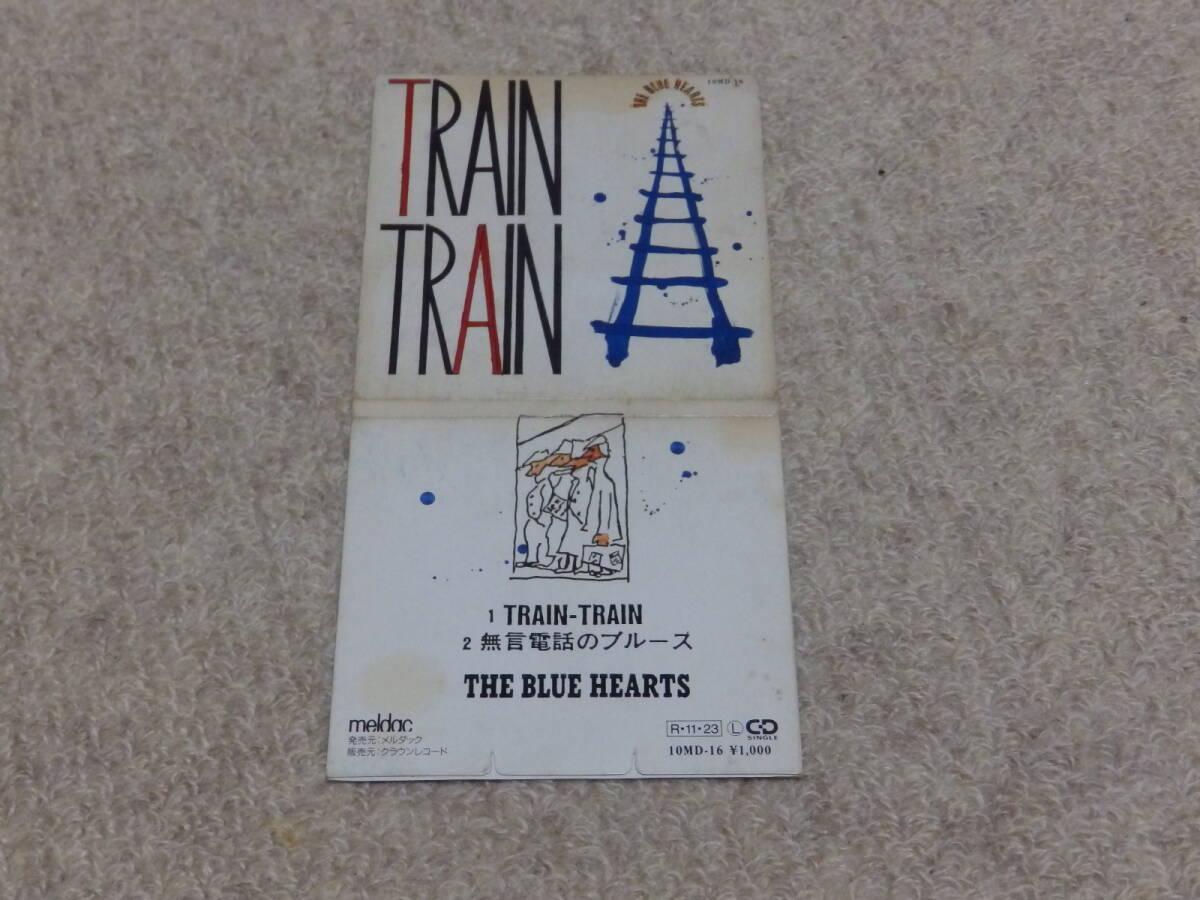 TRAIN
TRAIN
THE BLUE HEARTS
10MD-16
1 TRAIN-TRAIN
2 無言電話のブルース
THE BLUE HEARTS
meldac
発売元:メルダック
販売元:クラウンレコード
R・11・23 L CD SINGLE
10MD-16 ¥1,000